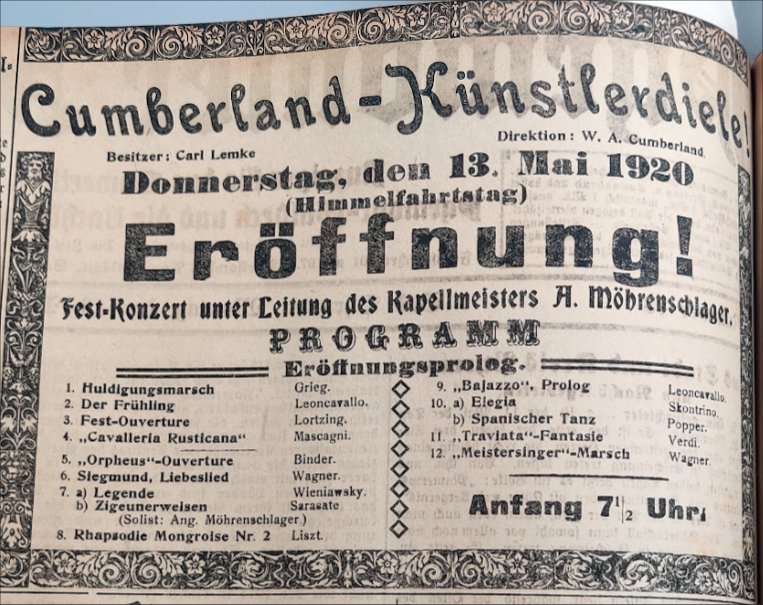 Cumberland-Künstlerdiele!
Besitzer: Carl Lemke
Direktion: W. A. Cumberland
Donnerstag, den 13. Mai 1920
(Himmelfahrtstag)
Eröffnung!
Fest-Konzert unter Leitung des Kapellmeisters A. Möhrenschlager.
PROGRAMM
Eröffnungsprolog.
1. Huldigungsmarsch Grieg.
2. Der Frühling Leoncavallo.
3. Fest-Ouverture Lortzing.
4. „Cavalleria Rusticana“ Mascagni.
5. „Orpheus“-Ouverture Binder.
6. Siegmund, Liebeslied Wagner.
7. a) Legende Wieniawsky.
b) Zigeunerweisen Sarasate
(Solist: Ang. Möhrenschlager.)
8. Rhapsodie Mongroise Nr. 2 Liszt.
9. „Bajazzo“, Prolog Leoncavallo.
10. a) Elegia Skontrino.
b) Spanischer Tanz Popper.
11. „Traviata“-Fantasie Verdi.
12. „Meistersinger“-Marsch Wagner.
Anfang 7½ Uhr.